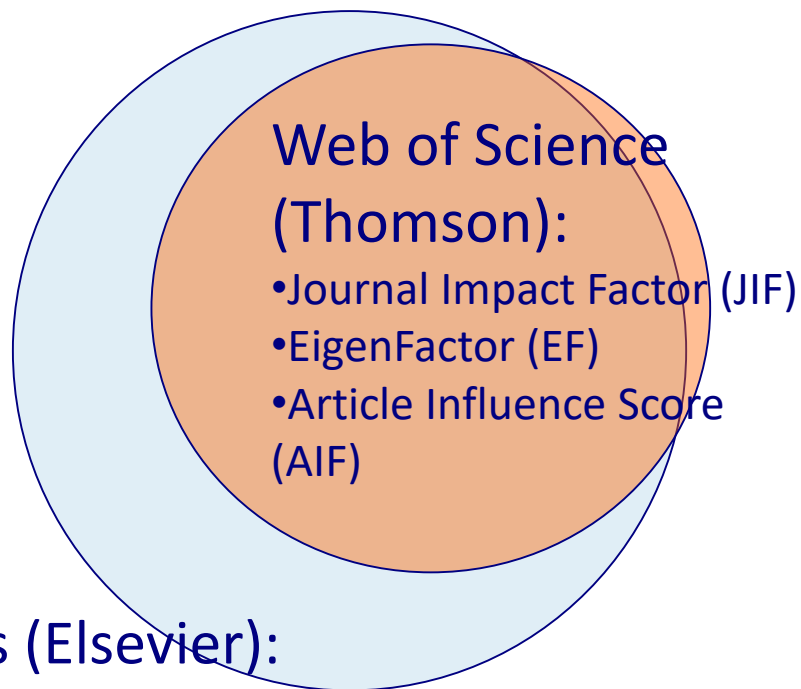 Web of Science
(Thomson):
•Journal Impact Factor (JIF)
•EigenFactor (EF)
•Article Influence Score
(AIF)
s (Elsevier):